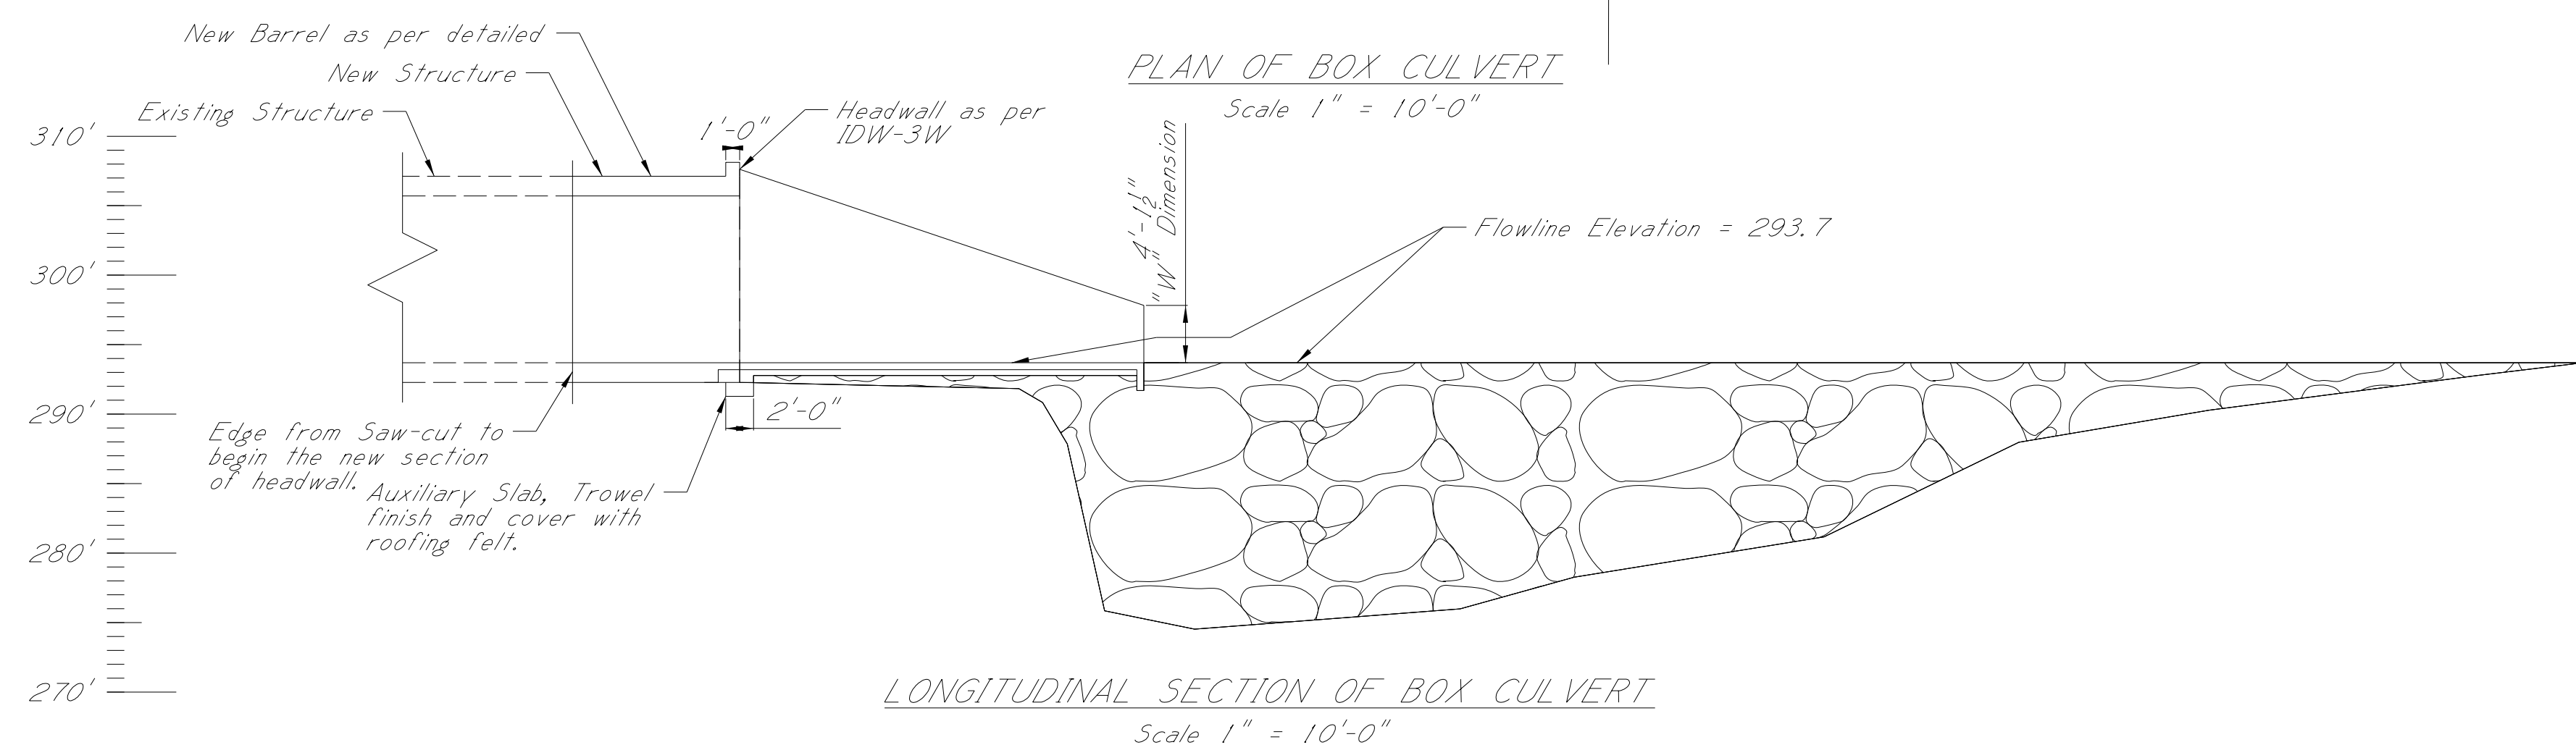 New Barrel as per detailed
New Structure
Existing Structure
PLAN OF BOX CULVERT
Scale 1" = 10'-0"
1'-0"
Headwall as per
IDW-3W
310'
300'
290'
280'
270'
4'-1 1/2"
"W" Dimension
Flowline Elevation = 293.7
2'-0"
Edge from Saw-cut to
begin the new section
of headwall.
Auxiliary Slab, Trowel
finish and cover with
roofing felt.
LONGITUDINAL SECTION OF BOX CULVERT
Scale 1" = 10'-0"